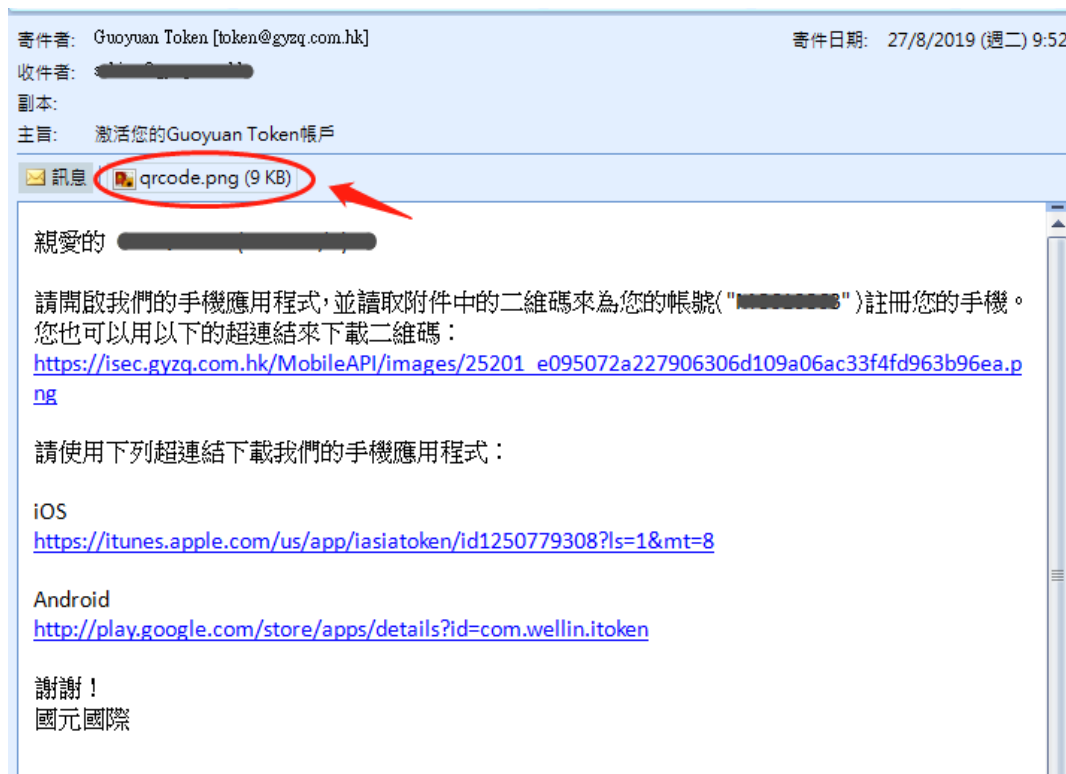 寄件者: Guoyuan Token [token@gyzq.com.hk] 寄件日期: 27/8/2019 (週二) 9:52
收件者:
副本:
主旨: 激活您的Guoyuan Token帳戶
訊息 qrcode.png (9 KB)
親愛的
請開啟我們的手機應用程式,並讀取附件中的二維碼來為您的帳號("")註冊您的手機。
您也可以用以下的超連結來下載二維碼：
https://isec.gyzq.com.hk/MobileAPI/images/25201_e095072a227906306d109a06ac33f4fd963b96ea.p
ng
請使用下列超連結下載我們的手機應用程式：
iOS
https://itunes.apple.com/us/app/iasiatoken/id1250779308?ls=1&mt=8
Android
http://play.google.com/store/apps/details?id=com.wellin.itoken
謝謝！
國元國際